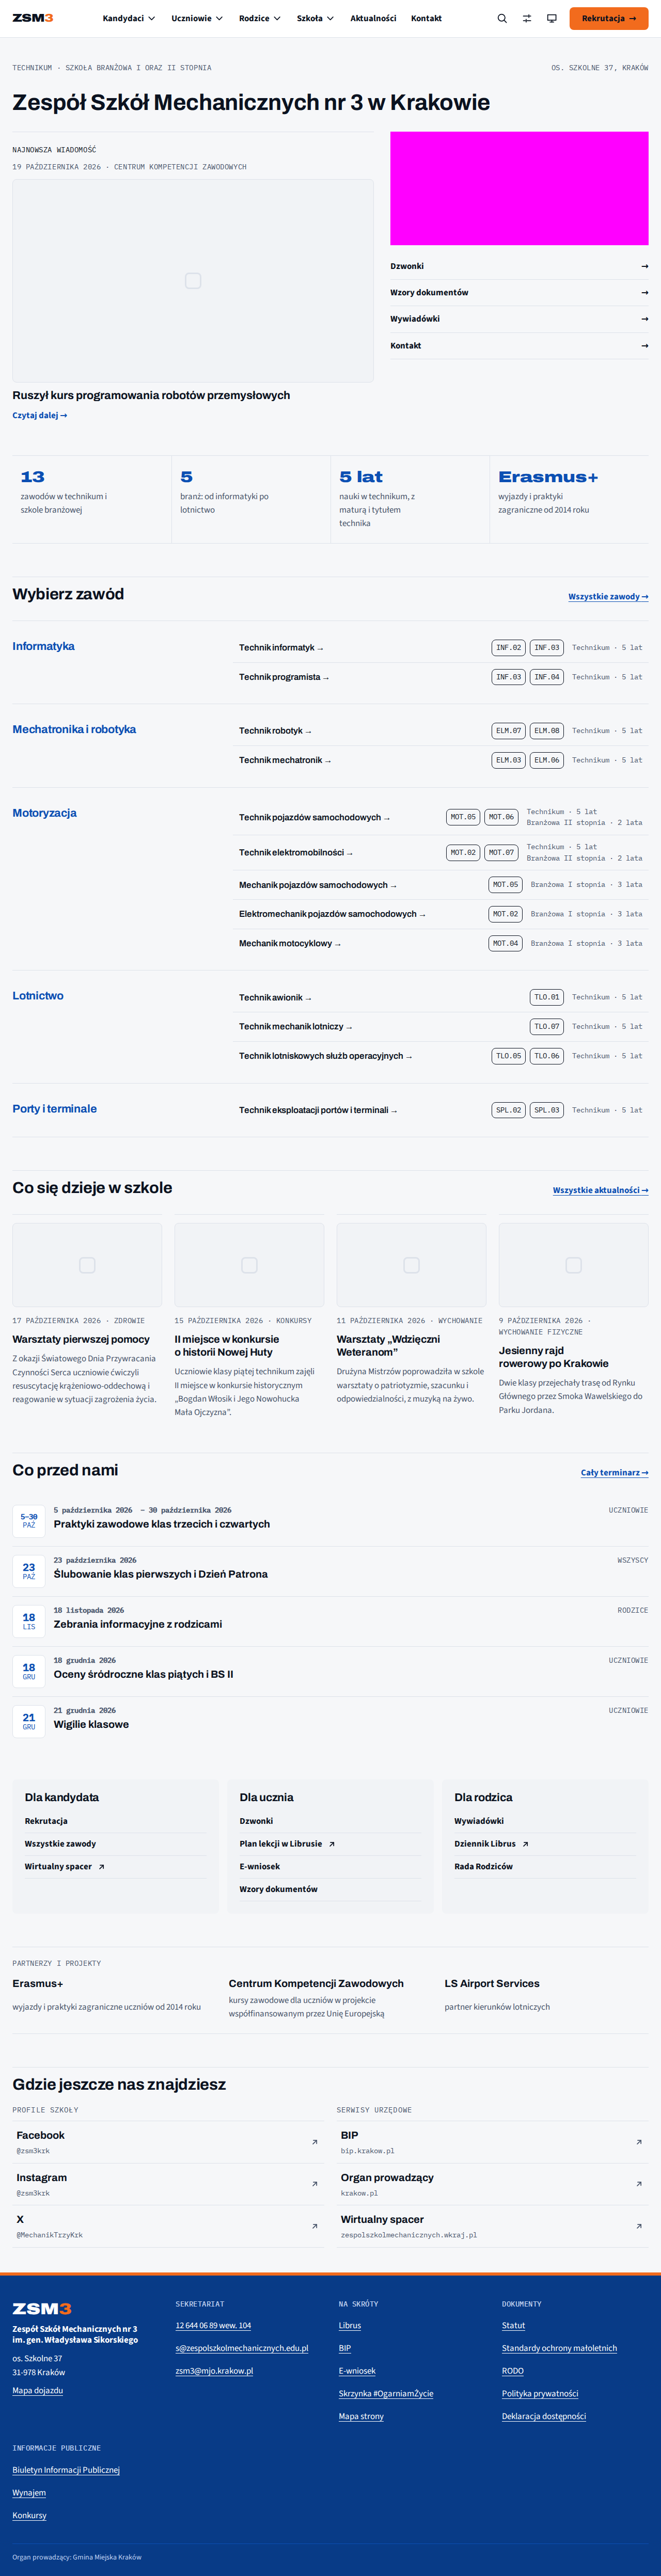 ZSM3
Kandydaci
Uczniowie
Rodzice
Szkoła
Aktualności
Kontakt
Rekrutacja →
TECHNIKUM · SZKOŁA BRANŻOWA I ORAZ II STOPNIA
OS. SZKOLNE 37, KRAKÓW
Zespół Szkół Mechanicznych nr 3 w Krakowie
NAJNOWSZA WIADOMOŚĆ
19 PAŹDZIERNIKA 2026 · CENTRUM KOMPETENCJI ZAWODOWYCH
Ruszył kurs programowania robotów przemysłowych
Czytaj dalej →
Dzwonki →
Wzory dokumentów →
Wywiadówki →
Kontakt →
13
zawodów w technikum i
szkole branżowej
5
branż: od informatyki po
lotnictwo
5 lat
nauki w technikum, z
maturą i tytułem
technika
Erasmus+
wyjazdy i praktyki
zagraniczne od 2014 roku
Wybierz zawód
Wszystkie zawody →
Informatyka
Technik informatyk → INF.02 INF.03 Technikum · 5 lat
Technik programista → INF.03 INF.04 Technikum · 5 lat
Mechatronika i robotyka
Technik robotyk → ELM.07 ELM.08 Technikum · 5 lat
Technik mechatronik → ELM.03 ELM.06 Technikum · 5 lat
Motoryzacja
Technik pojazdów samochodowych → MOT.05 MOT.06 Technikum · 5 lat
Branżowa II stopnia · 2 lata
Technik elektromobilności → MOT.02 MOT.07 Technikum · 5 lat
Branżowa II stopnia · 2 lata
Mechanik pojazdów samochodowych → MOT.05 Branżowa I stopnia · 3 lata
Elektromechanik pojazdów samochodowych → MOT.02 Branżowa I stopnia · 3 lata
Mechanik motocyklowy → MOT.04 Branżowa I stopnia · 3 lata
Lotnictwo
Technik awionik → TLO.01 Technikum · 5 lat
Technik mechanik lotniczy → TLO.07 Technikum · 5 lat
Technik lotniskowych służb operacyjnych → TLO.05 TLO.06 Technikum · 5 lat
Porty i terminale
Technik eksploatacji portów i terminali → SPL.02 SPL.03 Technikum · 5 lat
Co się dzieje w szkole
Wszystkie aktualności →
17 PAŹDZIERNIKA 2026 · ZDROWIE
Warsztaty pierwszej pomocy
Z okazji Światowego Dnia Przywracania
Czynności Serca uczniowie ćwiczyli
resuscytację krążeniowo-oddechową i
reagowanie w sytuacji zagrożenia życia.
15 PAŹDZIERNIKA 2026 · KONKURSY
II miejsce w konkursie
o historii Nowej Huty
Uczniowie klasy piątej technikum zajęli
II miejsce w konkursie historycznym
„Bogdan Włosik i Jego Nowohucka
Mała Ojczyzna”.
11 PAŹDZIERNIKA 2026 · WYCHOWANIE
Warsztaty „Wdzięczni
Weteranom”
Drużyna Mistrzów poprowadziła w szkole
warsztaty o patriotyzmie, szacunku i
odpowiedzialności, z muzyką na żywo.
9 PAŹDZIERNIKA 2026 ·
WYCHOWANIE FIZYCZNE
Jesienny rajd
rowerowy po Krakowie
Dwie klasy przejechały trasę od Rynku
Głównego przez Smoka Wawelskiego do
Parku Jordana.
Co przed nami
Cały terminarz →
5–30
PAŹ
5 października 2026 – 30 października 2026
Praktyki zawodowe klas trzecich i czwartych
UCZNIOWIE
23
PAŹ
23 października 2026
Ślubowanie klas pierwszych i Dzień Patrona
WSZYSCY
18
LIS
18 listopada 2026
Zebrania informacyjne z rodzicami
RODZICE
18
GRU
18 grudnia 2026
Oceny śródroczne klas piątych i BS II
UCZNIOWIE
21
GRU
21 grudnia 2026
Wigilie klasowe
UCZNIOWIE
Dla kandydata
Rekrutacja
Wszystkie zawody
Wirtualny spacer ↗
Dla ucznia
Dzwonki
Plan lekcji w Librusie ↗
E-wniosek
Wzory dokumentów
Dla rodzica
Wywiadówki
Dziennik Librus ↗
Rada Rodziców
PARTNERZY I PROJEKTY
Erasmus+
wyjazdy i praktyki zagraniczne uczniów od 2014 roku
Centrum Kompetencji Zawodowych
kursy zawodowe dla uczniów w projekcie
współfinansowanym przez Unię Europejską
LS Airport Services
partner kierunków lotniczych
Gdzie jeszcze nas znajdziesz
PROFILE SZKOŁY
Facebook ↗
@zsm3krk
Instagram ↗
@zsm3krk
X ↗
@MechanikTrzyKrk
SERWISY URZĘDOWE
BIP ↗
bip.krakow.pl
Organ prowadzący ↗
krakow.pl
Wirtualny spacer ↗
zespolszkolmechanicznych.wkraj.pl
ZSM3
Zespół Szkół Mechanicznych nr 3
im. gen. Władysława Sikorskiego
os. Szkolne 37
31-978 Kraków
Mapa dojazdu
SEKRETARIAT
12 644 06 89 wew. 104
s@zespolszkolmechanicznych.edu.pl
zsm3@mjo.krakow.pl
NA SKRÓTY
Librus
BIP
E-wniosek
Skrzynka #OgarniamŻycie
Mapa strony
DOKUMENTY
Statut
Standardy ochrony małoletnich
RODO
Polityka prywatności
Deklaracja dostępności
INFORMACJE PUBLICZNE
Biuletyn Informacji Publicznej
Wynajem
Konkursy
Organ prowadzący: Gmina Miejska Kraków